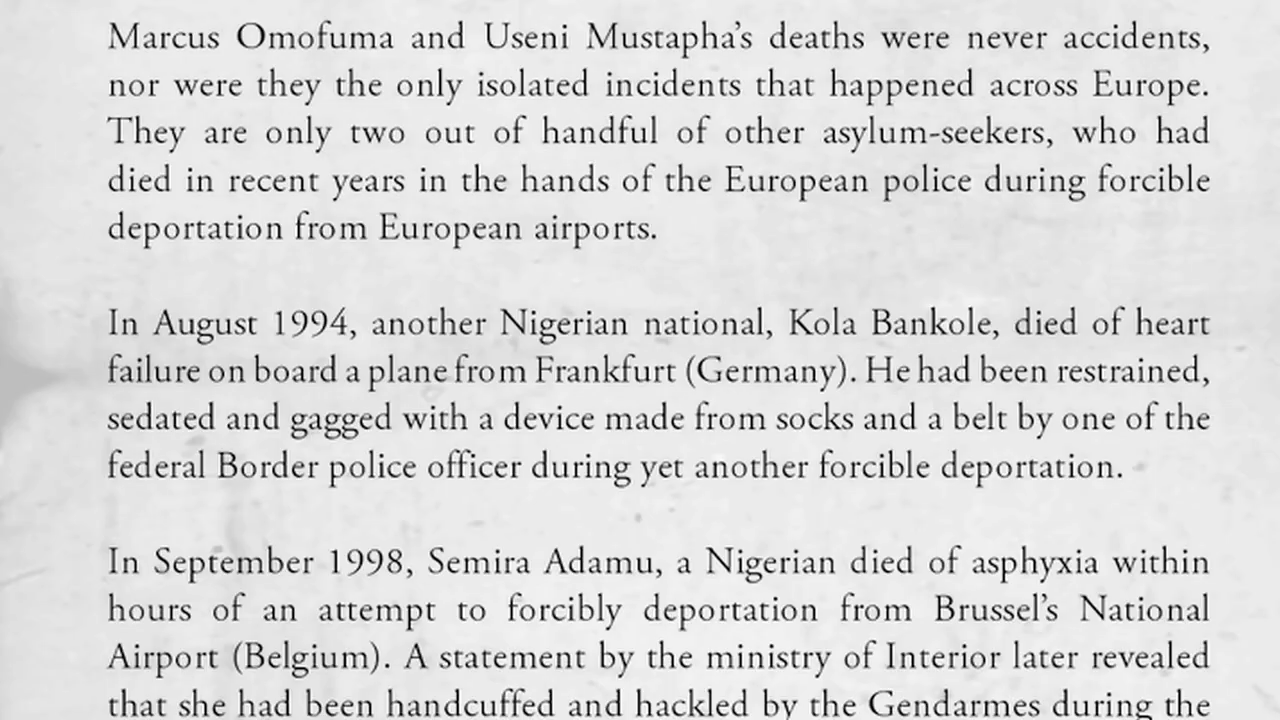 Marcus Omofuma and Useni Mustapha’s deaths were never accidents,
nor were they the only isolated incidents that happened across Europe.
They are only two out of handful of other asylum-seekers, who had
died in recent years in the hands of the European police during forcible
deportation from European airports.
In August 1994, another Nigerian national, Kola Bankole, died of heart
failure on board a plane from Frankfurt (Germany). He had been restrained,
sedated and gagged with a device made from socks and a belt by one of the
federal Border police officer during yet another forcible deportation.
In September 1998, Semira Adamu, a Nigerian died of asphyxia within
hours of an attempt to forcibly deportation from Brussel’s National
Airport (Belgium). A statement by the ministry of Interior later revealed
that she had been handcuffed and hackled by the Gendarmes during the